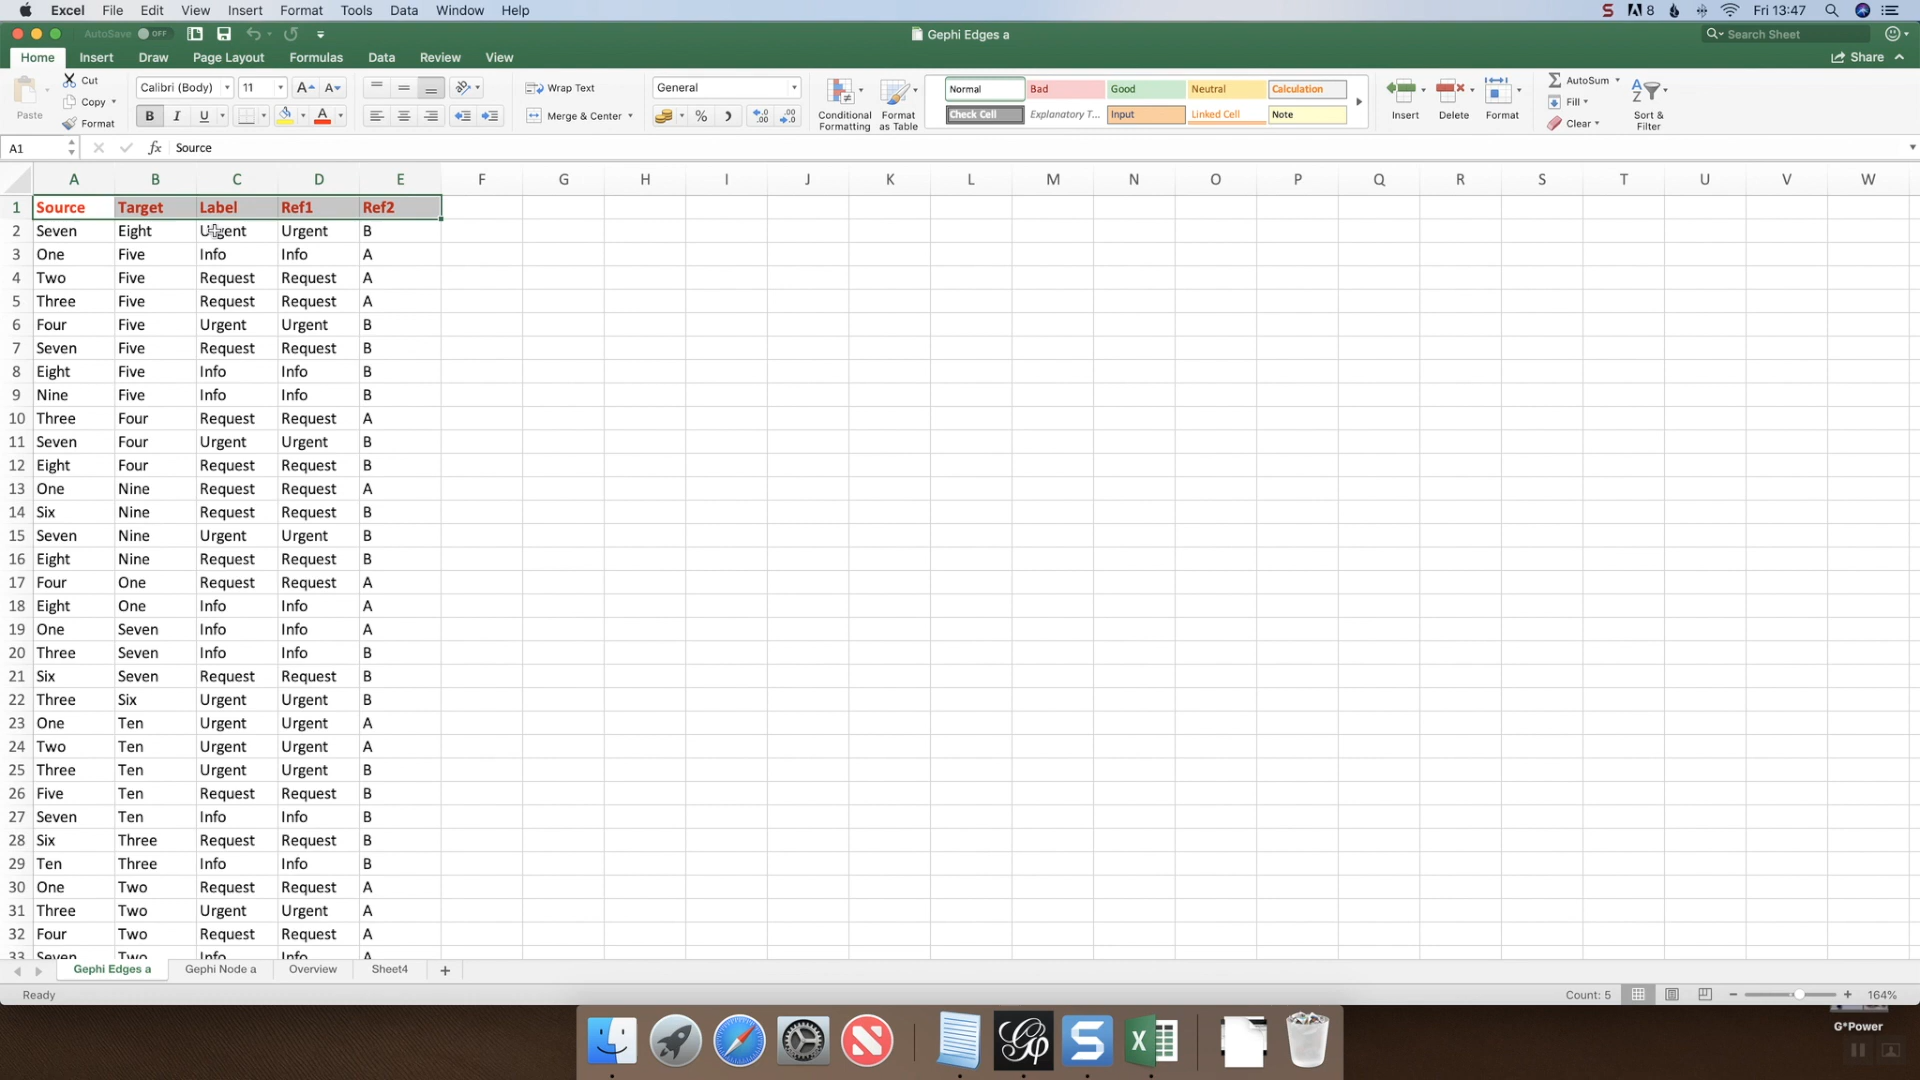 Excel File Edit View Insert Format Tools Data Window Help 8 Fri 13:47
AutoSave OFF Gephi Edges a Search Sheet
Home Insert Draw Page Layout Formulas Data Review View Share
Paste Cut Copy Format
Calibri (Body) 11 A A
B I U A
Wrap Text
Merge & Center
General
%
Conditional Formatting
Format as Table
Normal Bad Good Neutral Calculation
Check Cell Explanatory T... Input Linked Cell Note
Insert Delete Format
AutoSum
Fill
Clear
Sort & Filter
A1 fx Source
A B C D E F G H I J K L M N O P Q R S T U V W
1 Source Target Label Ref1 Ref2
2 Seven Eight Urgent Urgent B
3 One Five Info Info A
4 Two Five Request Request A
5 Three Five Request Request A
6 Four Five Urgent Urgent B
7 Seven Five Request Request B
8 Eight Five Info Info B
9 Nine Five Info Info B
10 Three Four Request Request A
11 Seven Four Urgent Urgent B
12 Eight Four Request Request B
13 One Nine Request Request A
14 Six Nine Request Request B
15 Seven Nine Urgent Urgent B
16 Eight Nine Request Request B
17 Four One Request Request A
18 Eight One Info Info A
19 One Seven Info Info A
20 Three Seven Info Info B
21 Six Seven Request Request B
22 Three Six Urgent Urgent B
23 One Ten Urgent Urgent A
24 Two Ten Urgent Urgent A
25 Three Ten Urgent Urgent B
26 Five Ten Request Request B
27 Seven Ten Info Info B
28 Six Three Request Request B
29 Ten Three Info Info B
30 One Two Request Request A
31 Three Two Urgent Urgent A
32 Four Two Request Request A
33 Seven Two Info Info A
Gephi Edges a Gephi Node a Overview Sheet4 +
Ready Count: 5 164%
G*Power